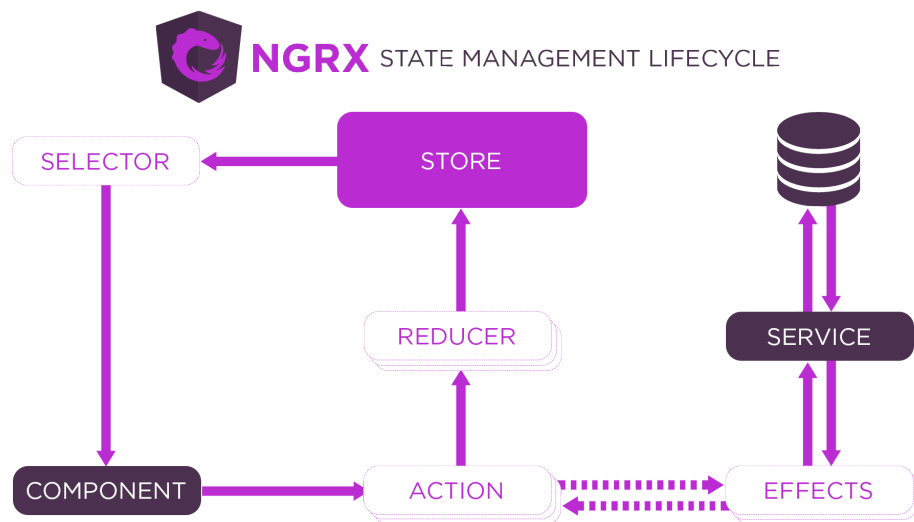 NGRX STATE MANAGEMENT LIFECYCLE
SELECTOR
STORE
REDUCER
SERVICE
COMPONENT
ACTION
EFFECTS